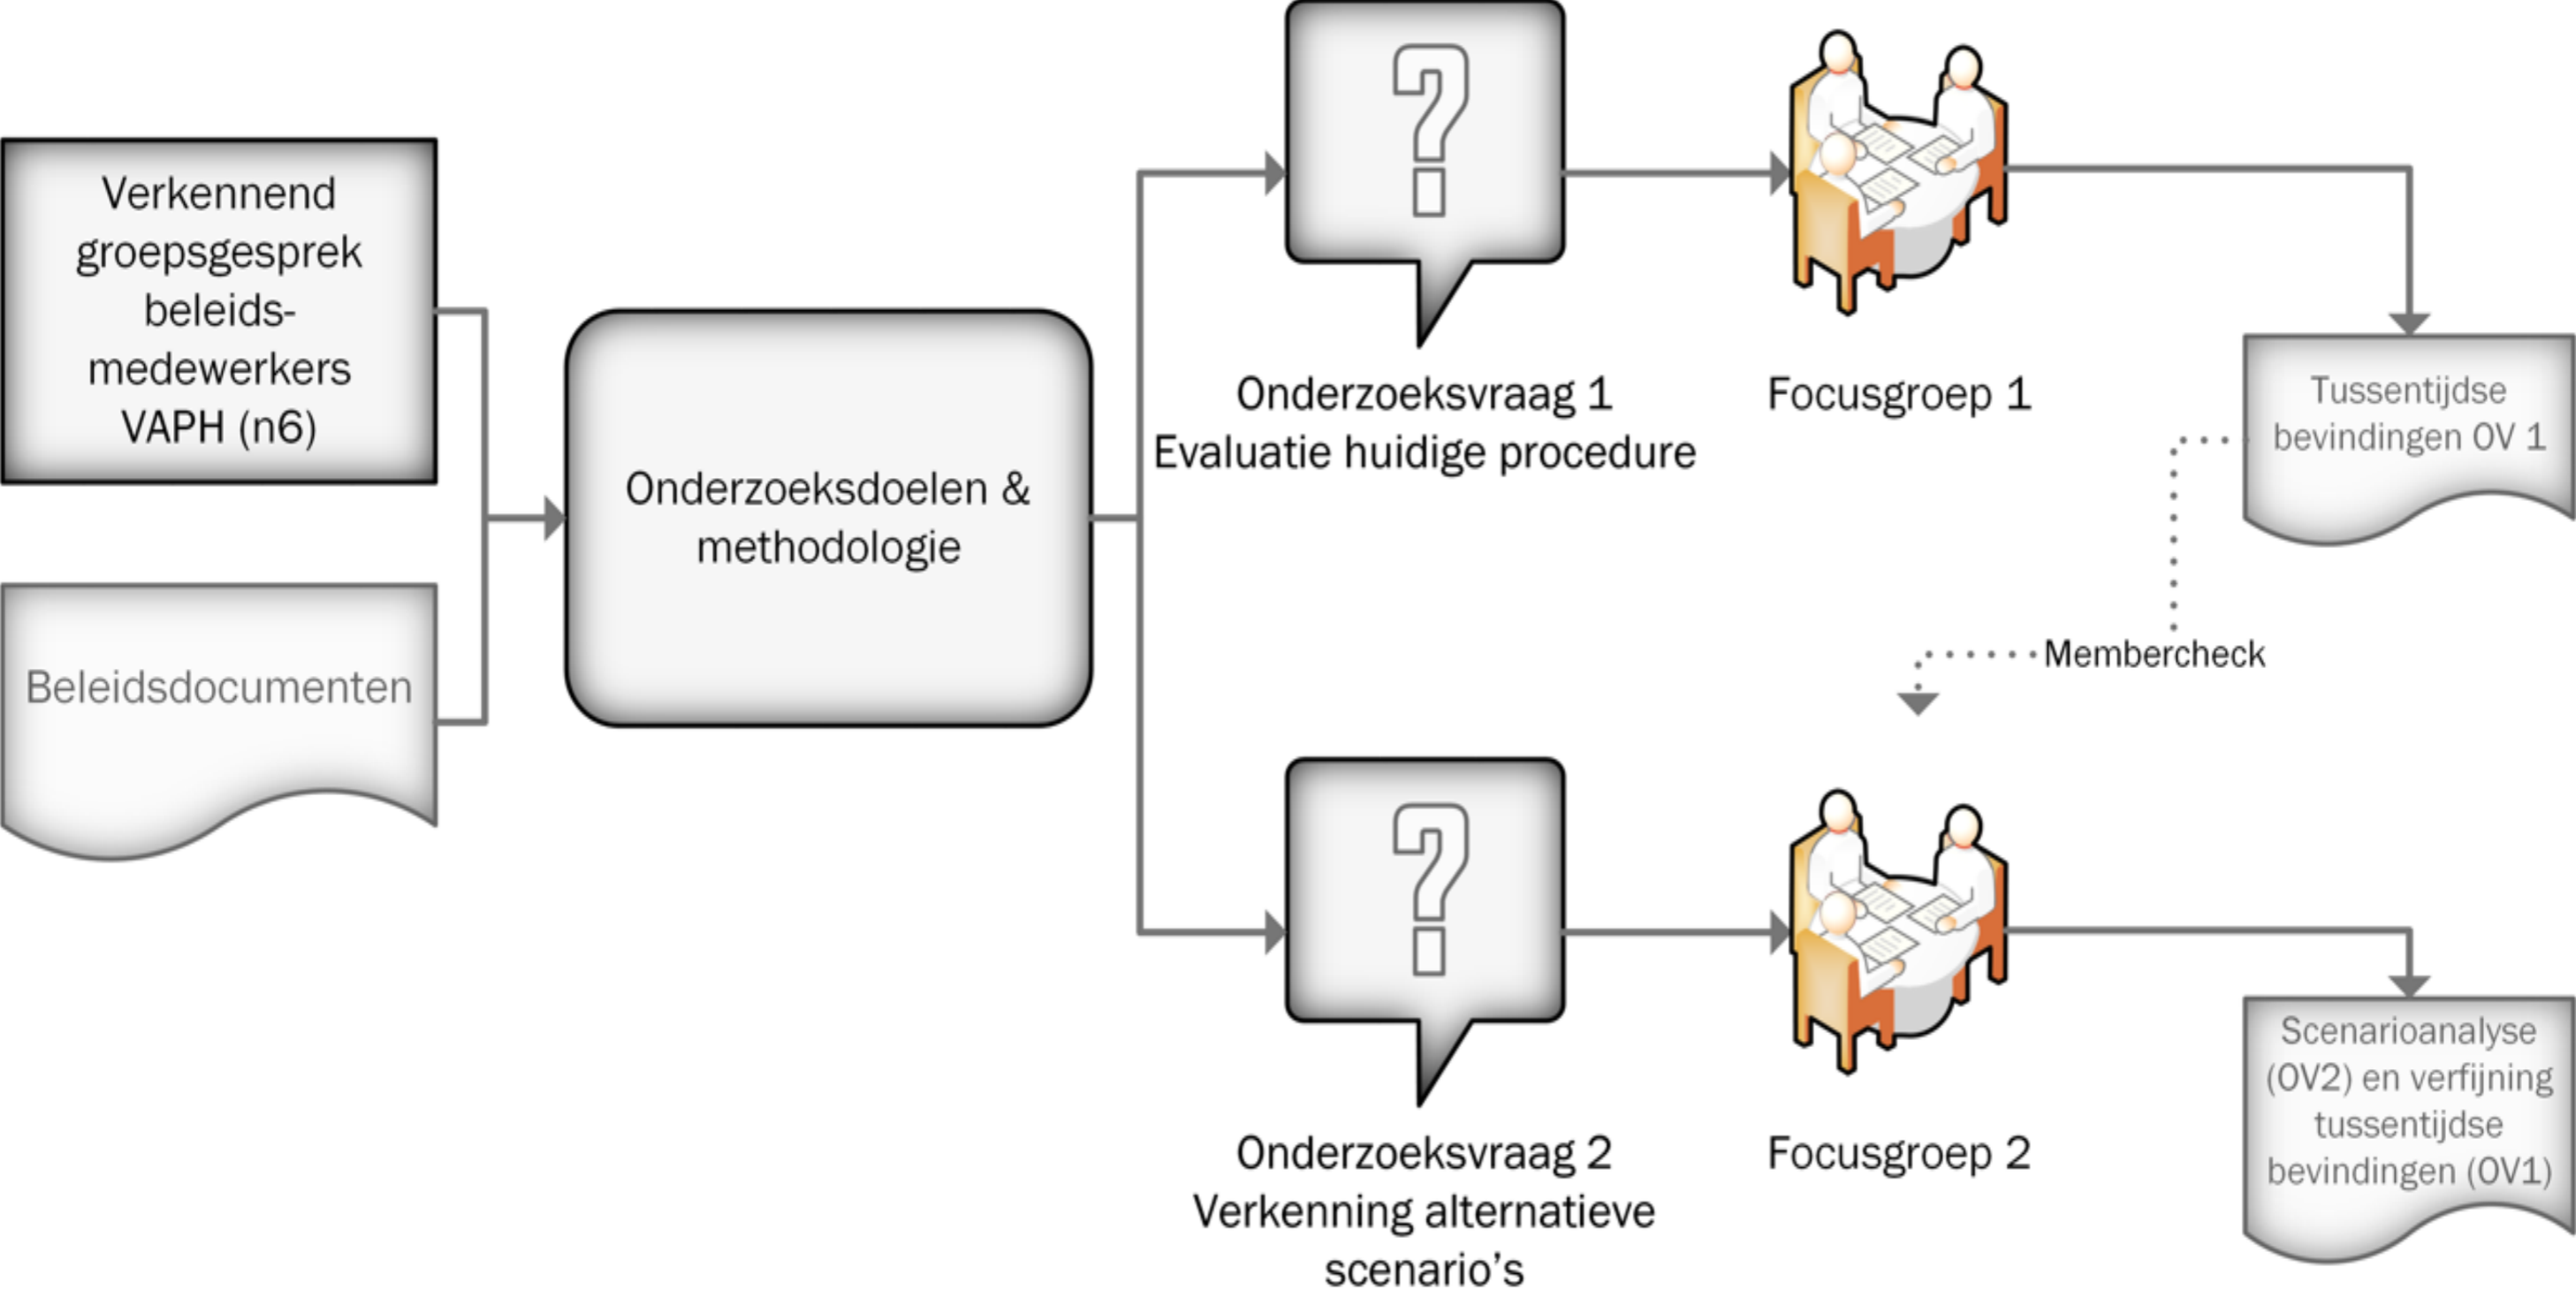 Verkennend
groepsgesprek
beleids-
medewerkers
VAPH (n6)
Beleidsdocumenten
Onderzoeksdoelen &
methodologie
?
Onderzoeksvraag 1
Evaluatie huidige procedure
Focusgroep 1
Tussentijdse
bevindingen OV 1
Membercheck
?
Onderzoeksvraag 2
Verkenning alternatieve
scenario's
Focusgroep 2
Scenarioanalyse
(OV2) en verfijning
tussentijdse
bevindingen (OV1)